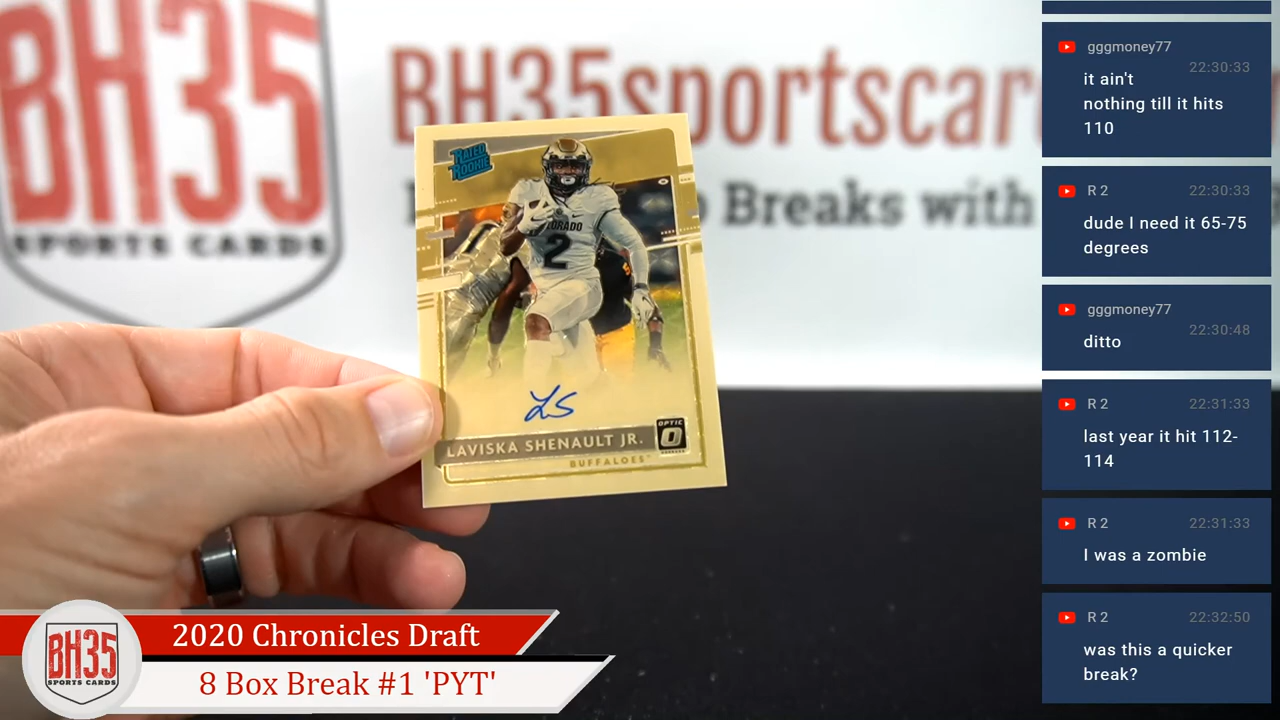 BH35
SPORTS CARDS
BH35sportscar
Breaks with
RATED
ROOKIE
2
OPTIC
LAVISKA SHENAULT JR.
BUFFALOES
BH35
SPORTS CARDS
2020 Chronicles Draft
8 Box Break #1 'PYT'
gggmoney77
22:30:33
it ain't
nothing till it hits
110
R 2
22:30:33
dude I need it 65-75
degrees
gggmoney77
22:30:48
ditto
R 2
22:31:33
last year it hit 112-
114
R 2
22:31:33
I was a zombie
R 2
22:32:50
was this a quicker
break?